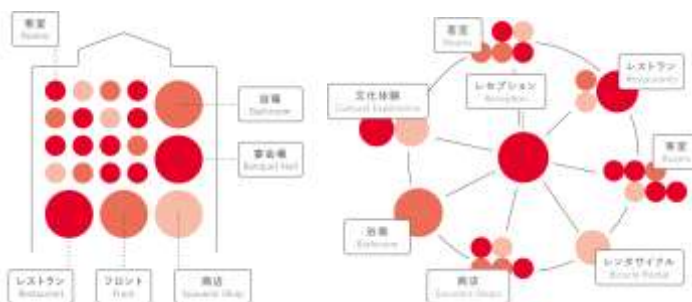 客室
Rooms
浴場
Bathroom
宴会場
Banquet Hall
レストラン
Restaurant
フロント
Front
商店
Souvenir Shop
客室
Rooms
レストラン
Restaurants
文化体験
Cultural Experience
レセプション
Reception
客室
Rooms
浴場
Bathroom
商店
Souvenir Shops
レンタサイクル
Bicycle Rental